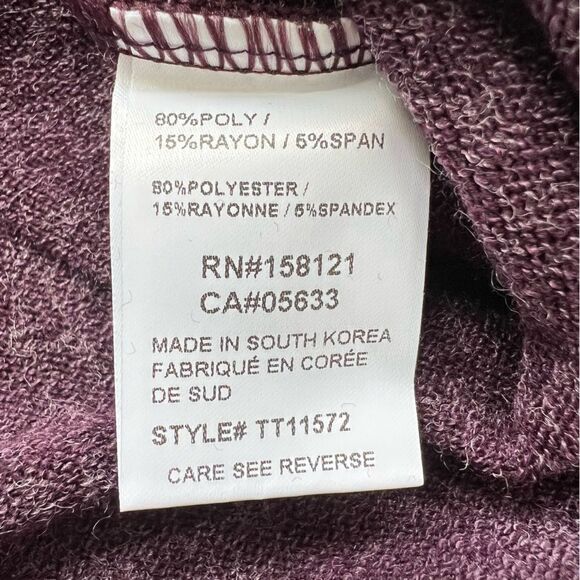 80%POLY /
15%RAYON / 5%SPAN
80%POLYESTER /
15%RAYONNE / 5%SPANDEX
RN#158121
CA#05633
MADE IN SOUTH KOREA
FABRIQUÉ EN CORÉE
DE SUD
STYLE# TT11572
CARE SEE REVERSE